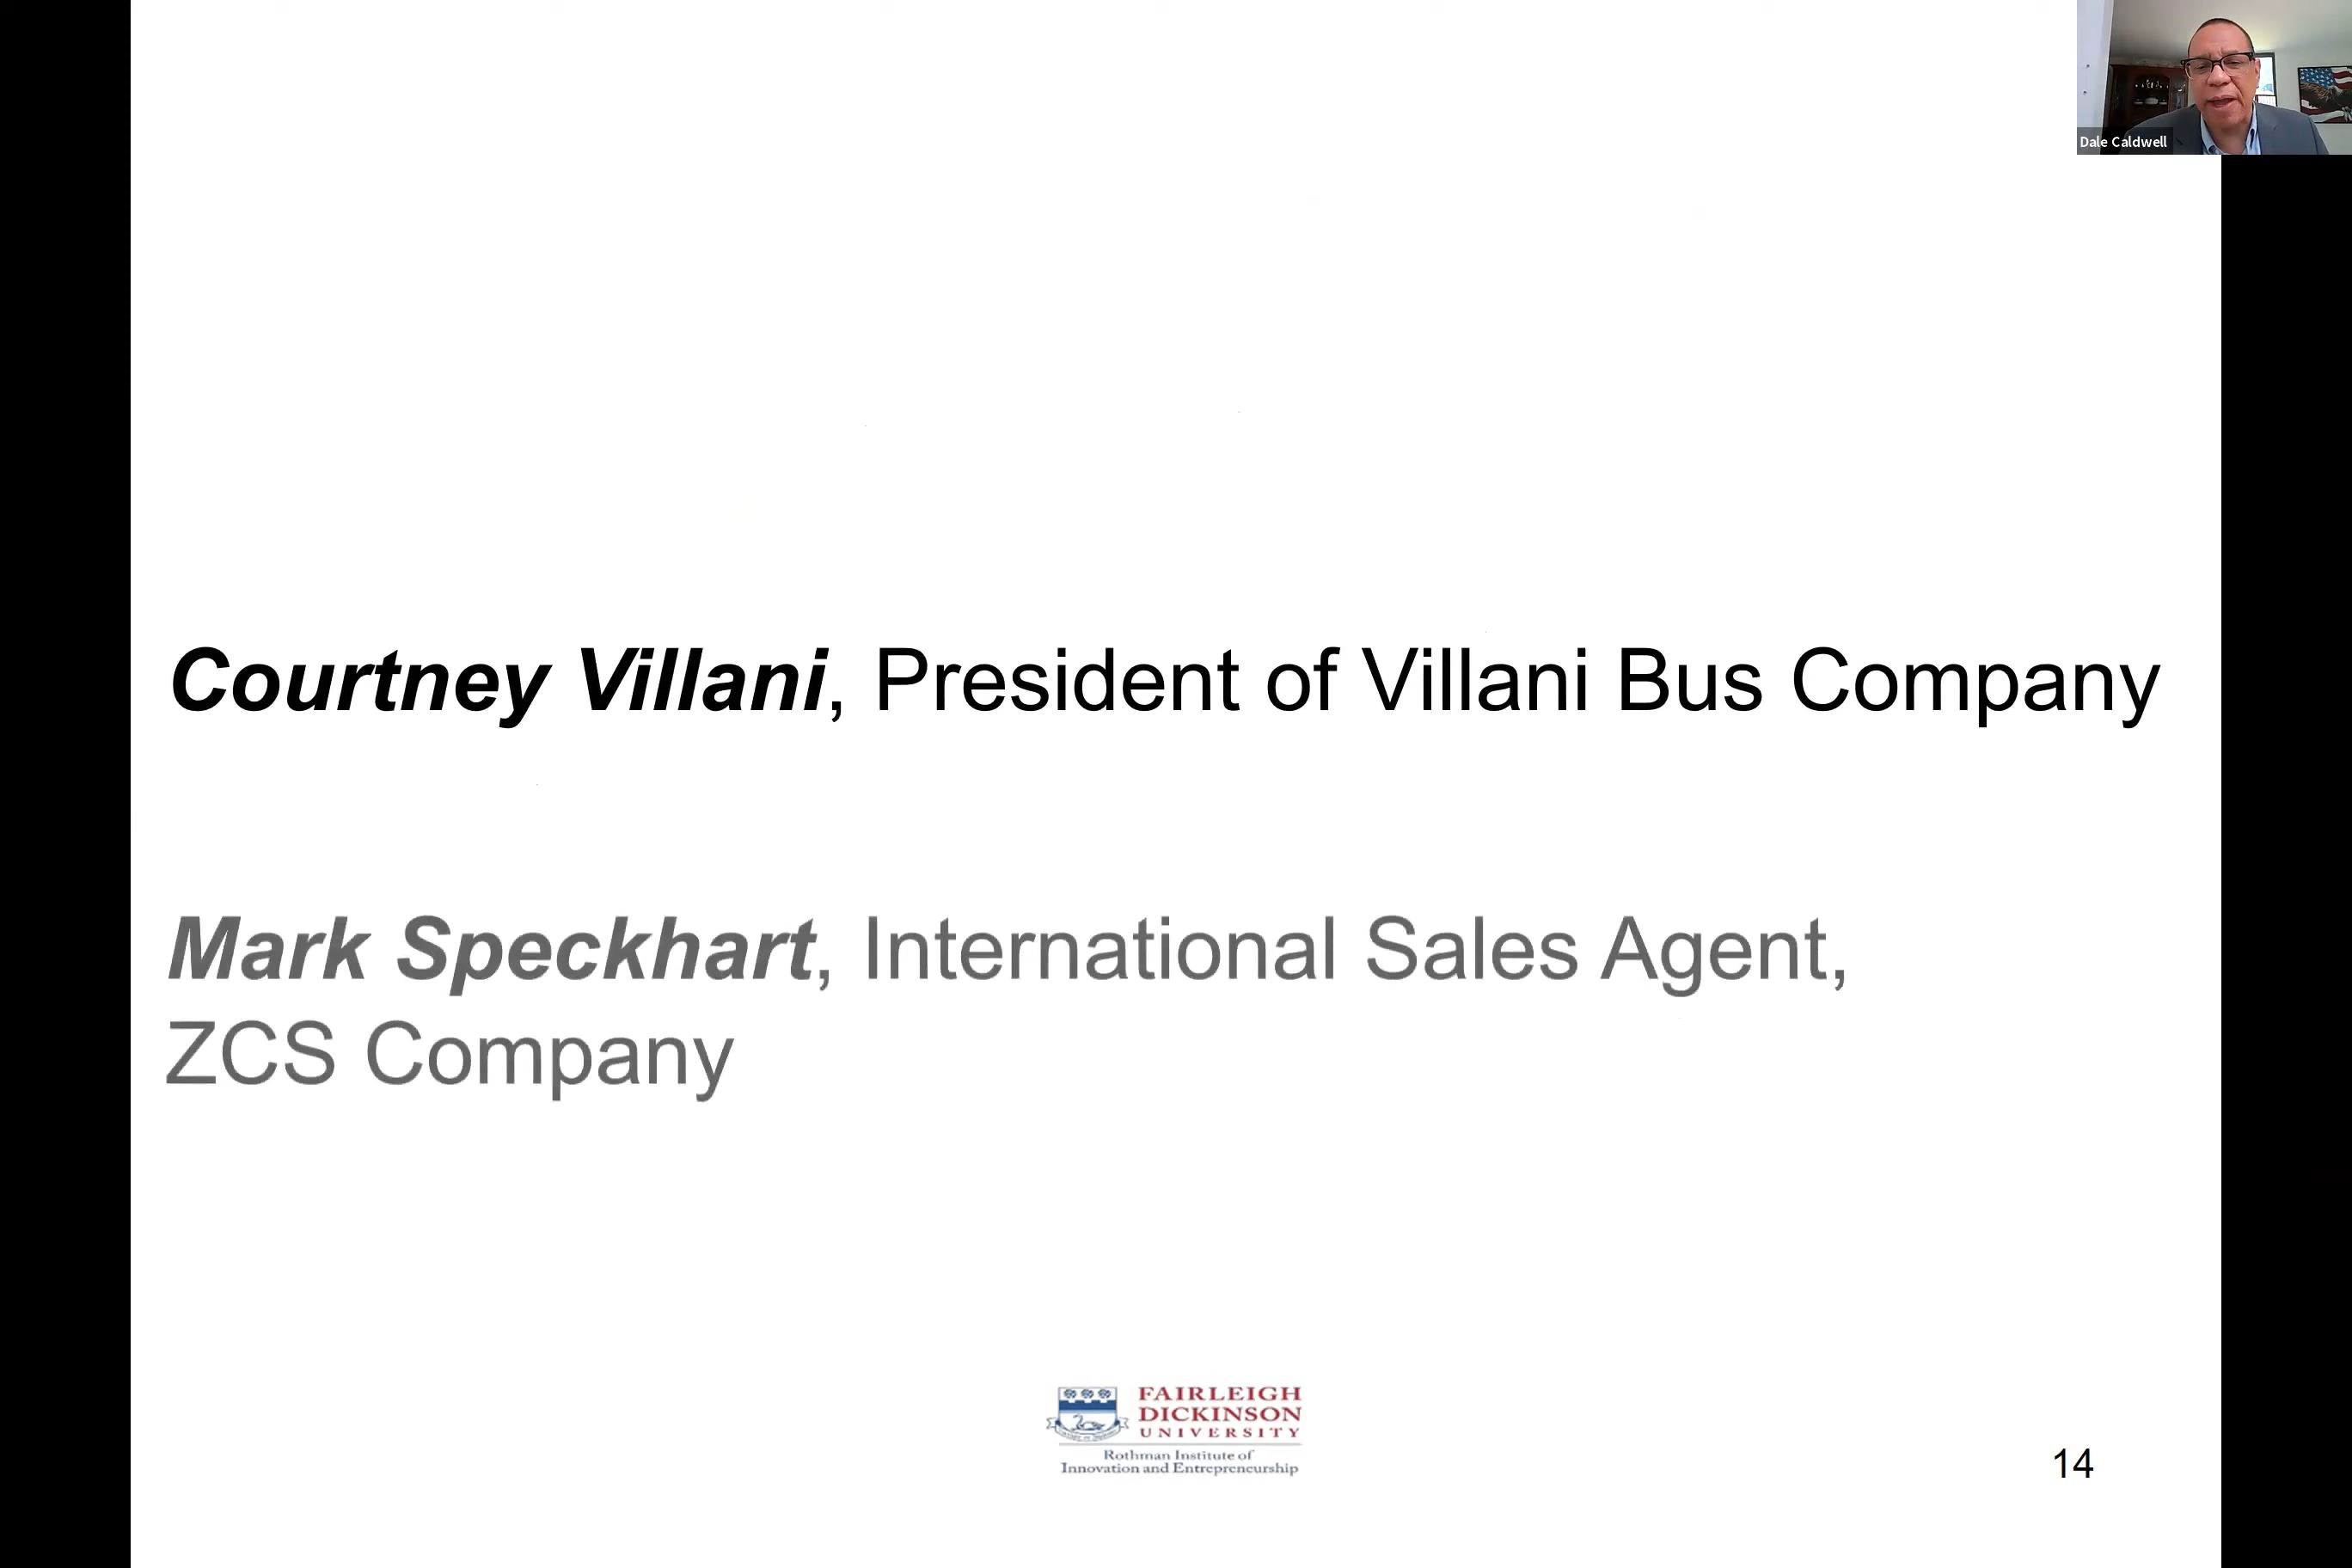 Dale Caldwell
Courtney Villani, President of Villani Bus Company
Mark Speckhart, International Sales Agent,
ZCS Company
FAIRLEIGH
DICKINSON
UNIVERSITY
Rothman Institute of
Innovation and Entrepreneurship
14